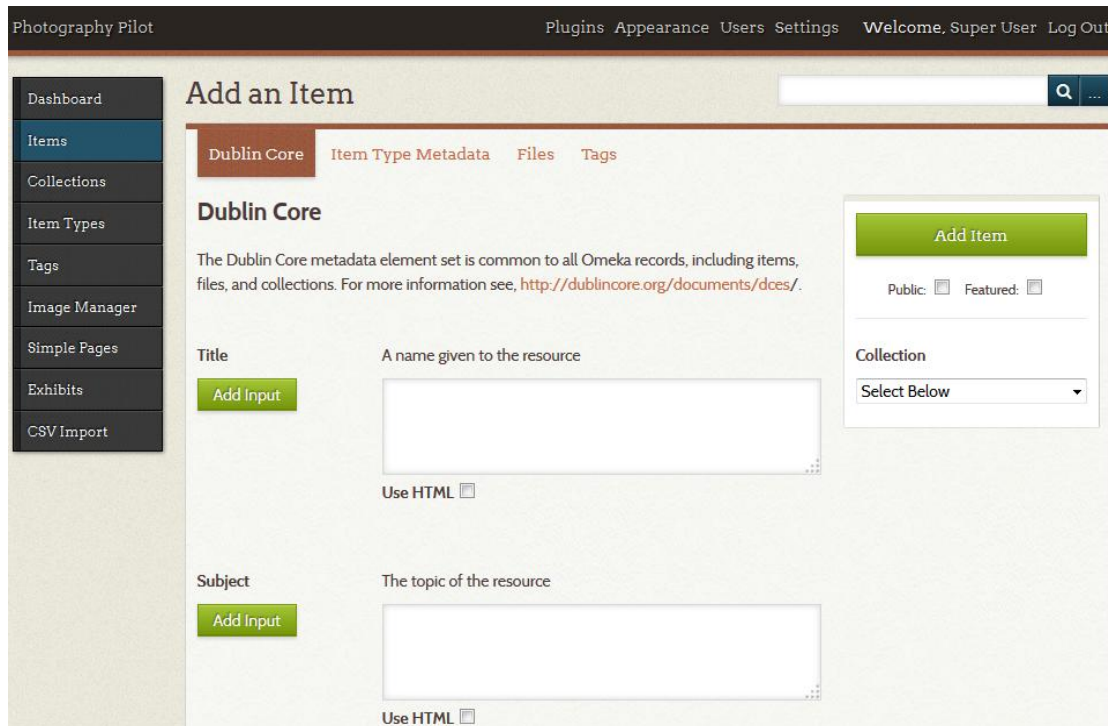 Photography Pilot
Plugins Appearance Users Settings Welcome, Super User Log Out
Dashboard
Items
Collections
Item Types
Tags
Image Manager
Simple Pages
Exhibits
CSV Import
Add an Item
...
Dublin Core Item Type Metadata Files Tags
Dublin Core
The Dublin Core metadata element set is common to all Omeka records, including items,
files, and collections. For more information see, http://dublincore.org/documents/dces/.
Title
A name given to the resource
Add Input
Use HTML
Subject
The topic of the resource
Add Input
Use HTML
Add Item
Public: Featured:
Collection
Select Below